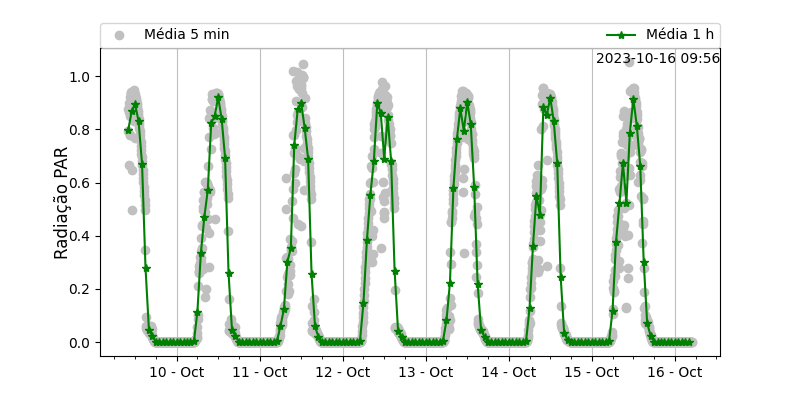 Média 5 min
Média 1 h
2023-10-16 09:56
Radiação PAR
1.0
0.8
0.6
0.4
0.2
0.0
10 - Oct
11 - Oct
12 - Oct
13 - Oct
14 - Oct
15 - Oct
16 - Oct